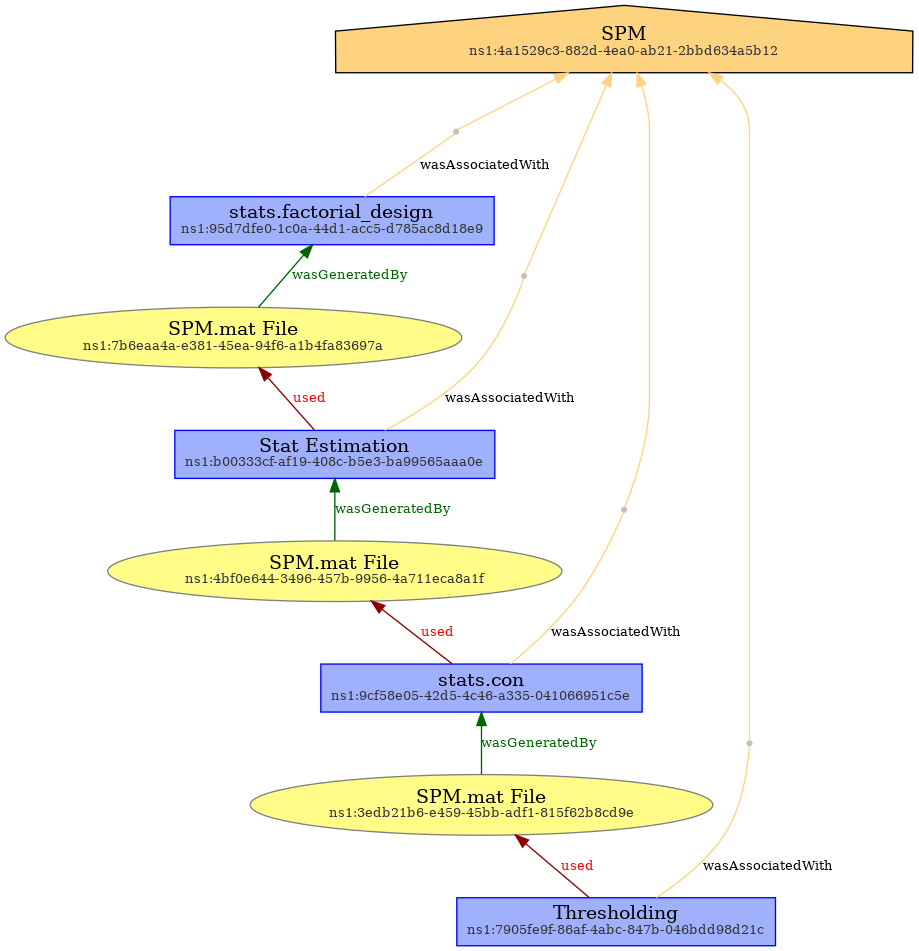 SPM
ns1:4a1529c3-882d-4ea0-ab21-2bbd634a5b12
wasAssociatedWith
stats.factorial_design
ns1:95d7dfe0-1c0a-44d1-acc5-d785ac8d18e9
wasGeneratedBy
SPM.mat File
ns1:7b6eaa4a-e381-45ea-94f6-a1b4fa83697a
used
wasAssociatedWith
Stat Estimation
ns1:b00333cf-af19-408c-b5e3-ba99565aaa0e
wasGeneratedBy
SPM.mat File
ns1:4bf0e644-3496-457b-9956-4a711eca8a1f
used
wasAssociatedWith
stats.con
ns1:9cf58e05-42d5-4c46-a335-041066951c5e
wasGeneratedBy
SPM.mat File
ns1:3edb21b6-e459-45bb-adf1-815f62b8cd9e
used
wasAssociatedWith
Thresholding
ns1:7905fe9f-86af-4abc-847b-046bdd98d21c